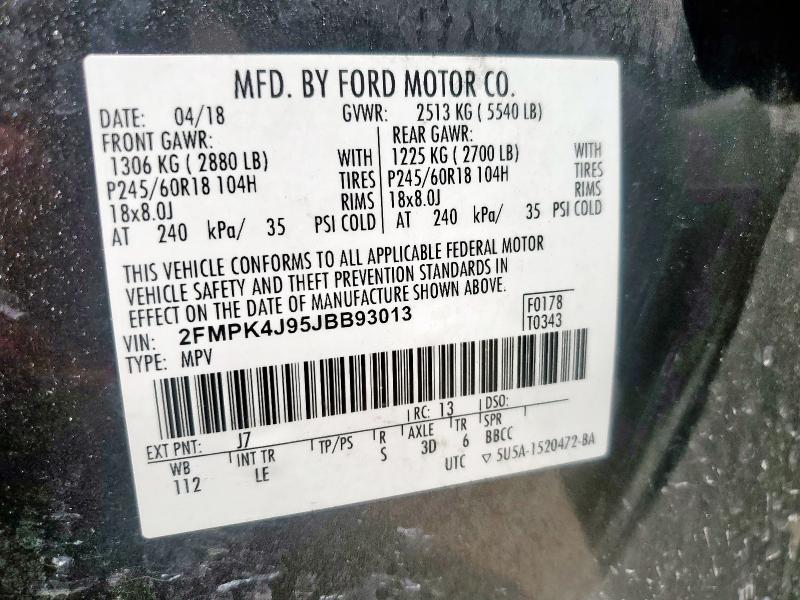 MFD. BY FORD MOTOR CO.
DATE: 04/18 GVWR: 2513 KG ( 5540 LB)
FRONT GAWR: REAR GAWR:
1306 KG ( 2880 LB) WITH 1225 KG ( 2700 LB) WITH
P245/60R18 104H TIRES P245/60R18 104H TIRES
18x8.0J RIMS 18x8.0J RIMS
AT 240 kPa/ 35 PSI COLD AT 240 kPa/ 35 PSI COLD
THIS VEHICLE CONFORMS TO ALL APPLICABLE FEDERAL MOTOR
VEHICLE SAFETY AND THEFT PREVENTION STANDARDS IN
EFFECT ON THE DATE OF MANUFACTURE SHOWN ABOVE.
VIN: 2FMPK4J95JBB93013 F0178
TYPE: MPV T0343
EXT PNT: J7 RC: 13 DSO:
WB INT TR TP/PS R AXLE TR SPR
112 LE S 3D 6 BBCC
UTC ▽ 5U5A-1520472-BA